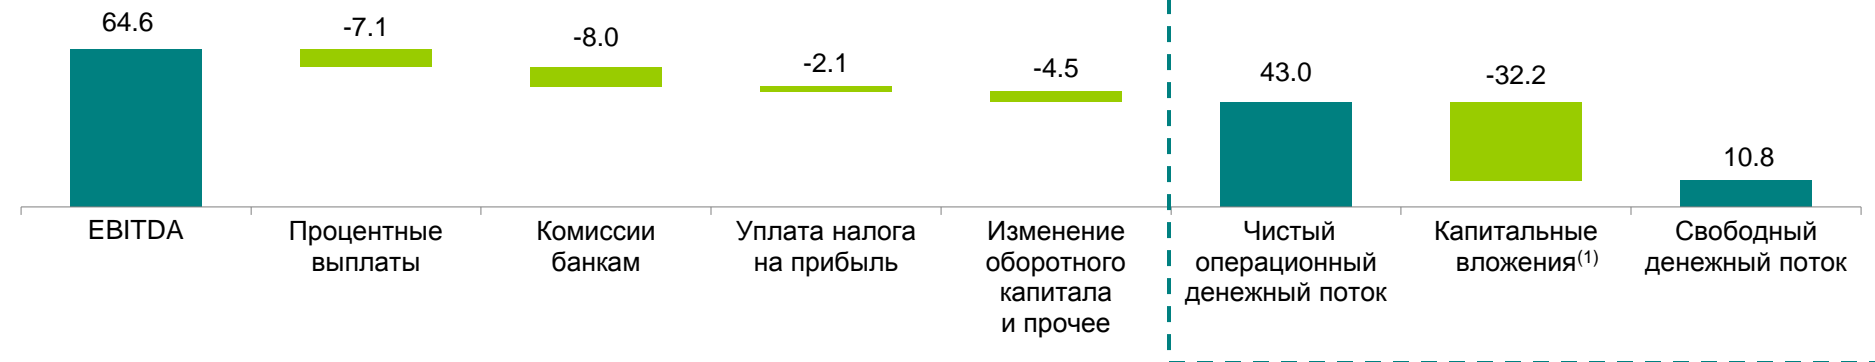 64.6
-7.1
-8.0
-2.1
-4.5
43.0
-32.2
10.8
EBITDA
Процентные
выплаты
Комиссии
банкам
Уплата налога
на прибыль
Изменение
оборотного
капитала
и прочее
Чистый
операционный
денежный поток
Капитальные
вложения(1)
Свободный
денежный поток